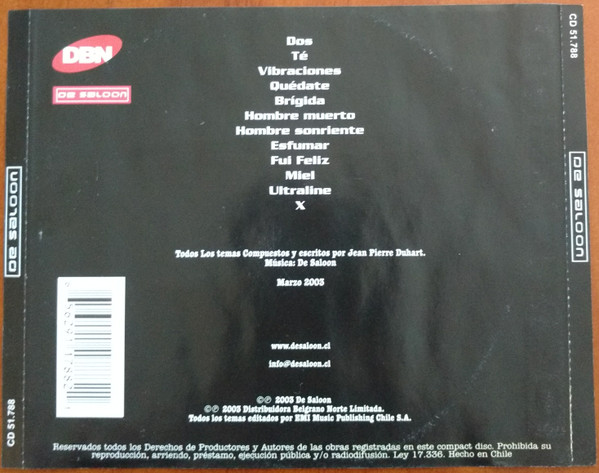 CD 51.788
DBN
DE SALOON
Dos
Té
Vibraciones
Quédate
Brígida
Hombre muerto
Hombre sonriente
Esfumar
Fui Feliz
Miel
Ultraline
X
DE SALOON
DE SALOON
Todos Los temas Compuestos y escritos por Jean Pierre Duhart.
Música: De Saloon
Marzo 2003
www.desaloon.cl
info@desaloon.cl
©℗ 2003 De Saloon
©℗ 2003 Distribuidora Belgrano Norte Limitada.
Todos los temas editados por EMI Music Publishing Chile S.A.
CD 51.788
Reservados todos los Derechos de Productores y Autores de las obras registradas en este compact disc. Prohibida su
reproducción, arriendo, préstamo, ejecución pública y/o radiodifusión. Ley 17.336. Hecho en Chile